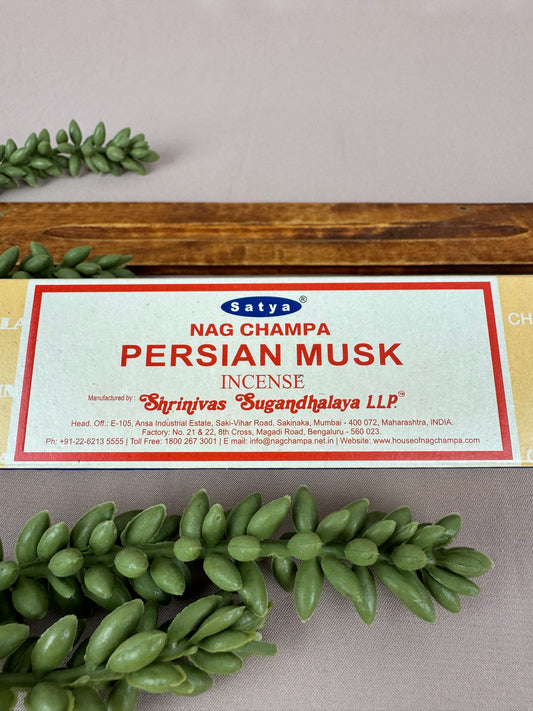 Satya®
NAG CHAMPA
PERSIAN MUSK
INCENSE
Manufactured by : Shrinivas Sugandhalaya LLP.™
Head. Off.: E-105, Ansa Industrial Estate, Saki-Vihar Road, Sakinaka, Mumbai - 400 072, Maharashtra, INDIA.
Factory: No. 21 & 22, 8th Cross, Magadi Road, Bengaluru - 560 023.
Ph: +91-22-6213 5555 | Toll Free: 1800 267 3001 | E mail: info@nagchampa.net.in | Website: www.houseofnagchampa.com
CH